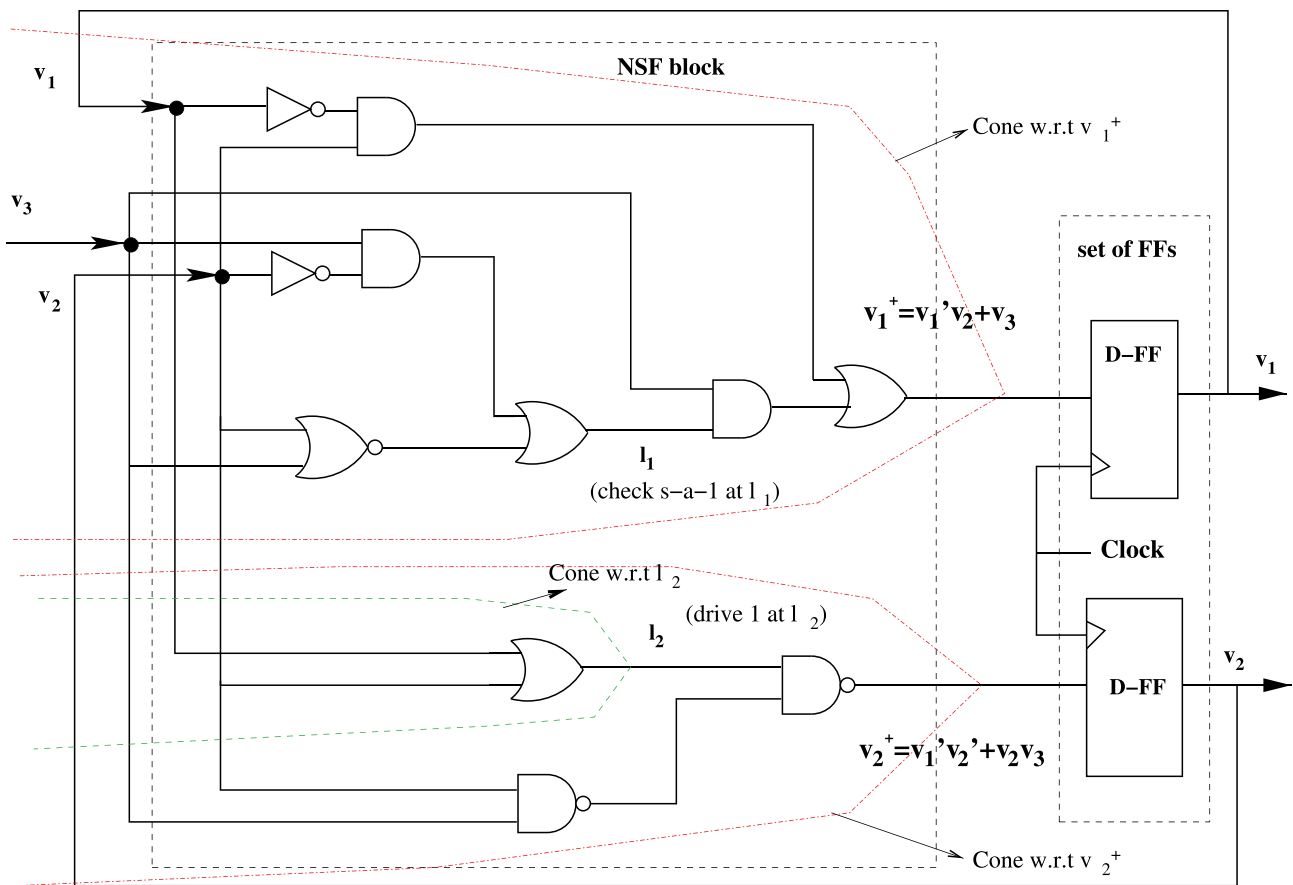 NSF block
v1
Cone w.r.t v1+
v3
v2
set of FFs
v1+=v1'v2+v3
D–FF
v1
l1
(check s–a–1 at l1)
Clock
Cone w.r.t l2
(drive 1 at l2)
l2
v2
D–FF
v2+=v1'v2'+v2v3
Cone w.r.t v2+